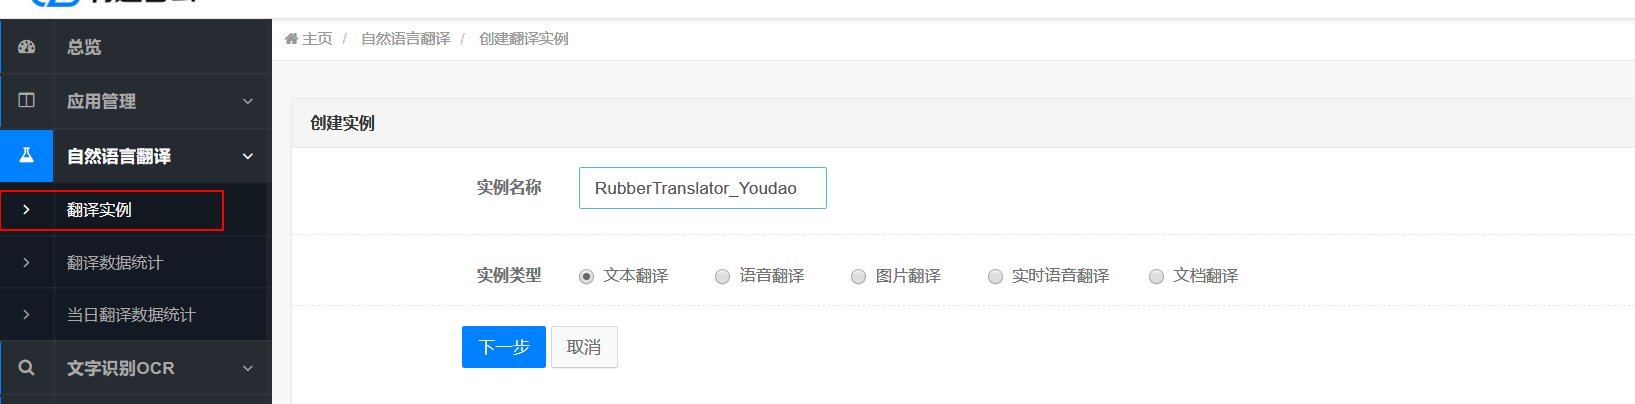 总览
应用管理
自然语言翻译
翻译实例
翻译数据统计
当日翻译数据统计
文字识别OCR
主页 / 自然语言翻译 / 创建翻译实例
创建实例
实例名称 RubberTranslator_Youdao
实例类型 文本翻译 语音翻译 图片翻译 实时语音翻译 文档翻译
下一步 取消